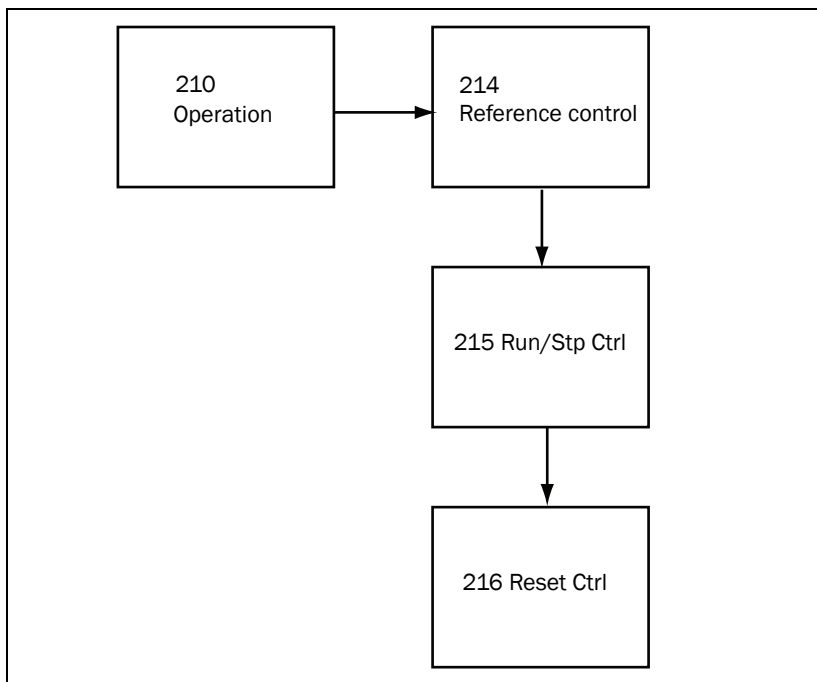 210
Operation
214
Reference control
215 Run/Stp Ctrl
216 Reset Ctrl